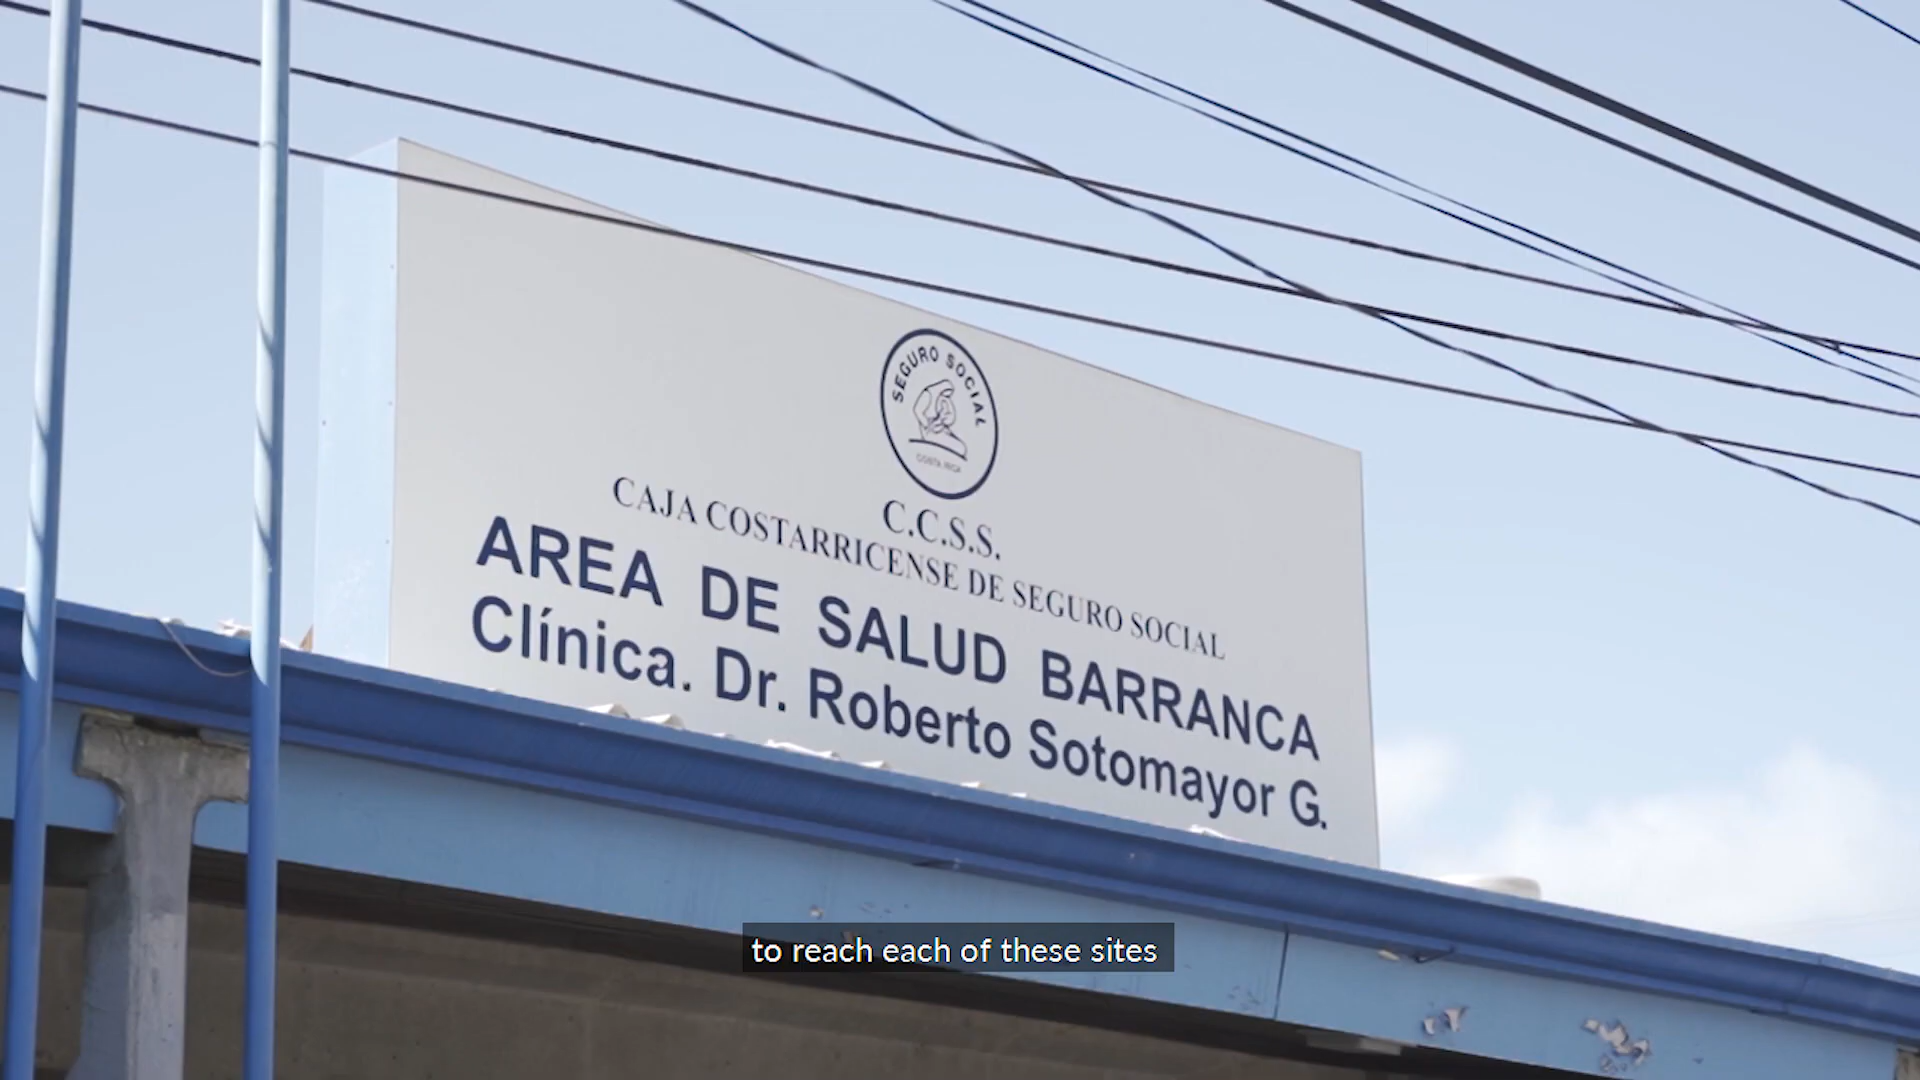 SEGURO SOCIAL
COSTA RICA
C.C.S.S.
CAJA COSTARRICENSE DE SEGURO SOCIAL
AREA DE SALUD BARRANCA
Clínica. Dr. Roberto Sotomayor G.
to reach each of these sites